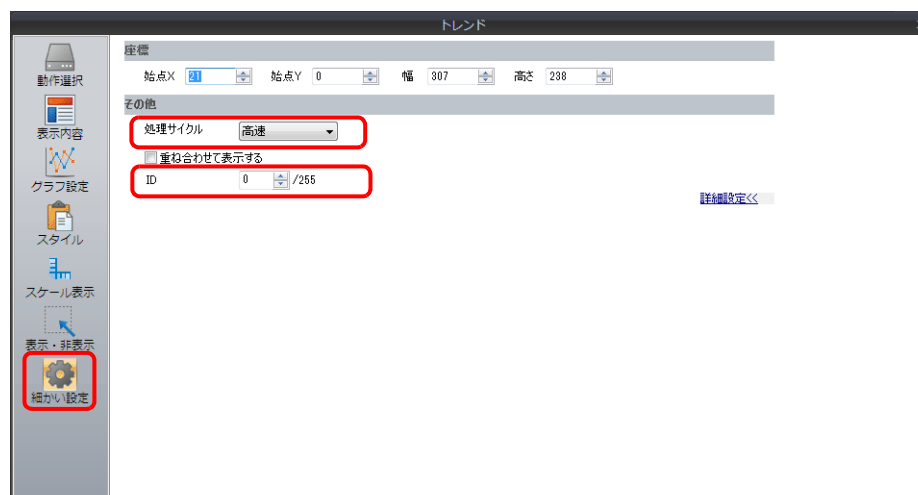 トレンド
動作選択
表示内容
グラフ設定
スタイル
スケール表示
表示・非表示
細かい設定
座標
始点X 21 始点Y 0 幅 307 高さ 238
その他
処理サイクル 高速
重ね合わせて表示する
ID 0 /255
詳細設定<<